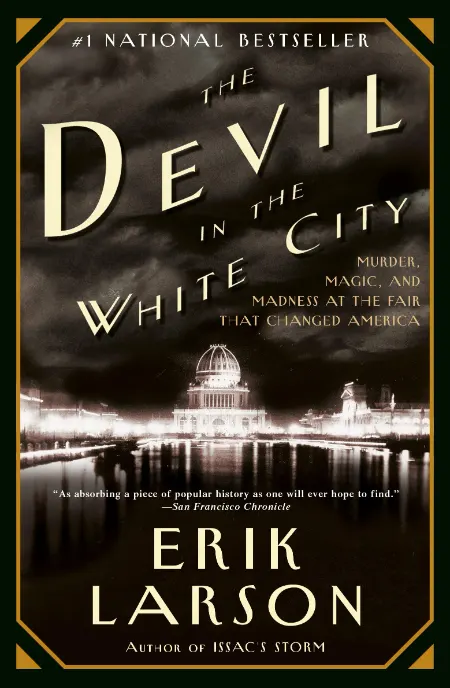 #1 NATIONAL BESTSELLER
THE
DEVIL
IN THE
WHITE CITY
MURDER,
MAGIC, AND
MADNESS AT THE FAIR
THAT CHANGED AMERICA
“As absorbing a piece of popular history as one will ever hope to find.”
—San Francisco Chronicle
ERIK
LARSON
AUTHOR OF ISSAC'S STORM